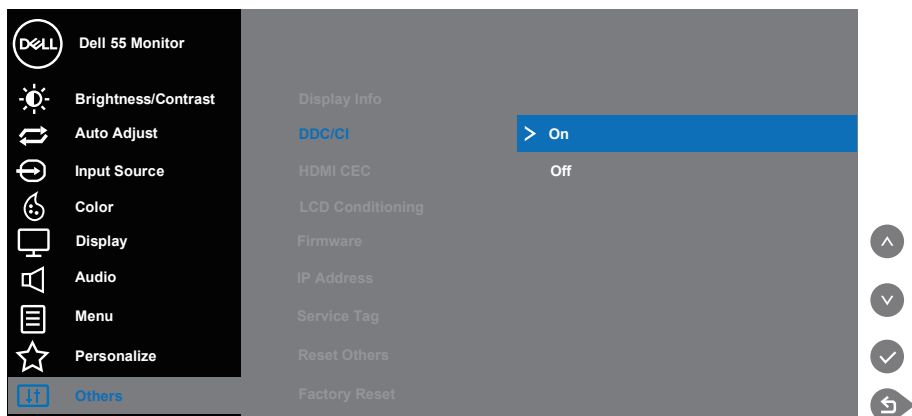 DELL
Dell 55 Monitor
Brightness/Contrast
Auto Adjust
Input Source
Color
Display
Audio
Menu
Personalize
Others
Display Info
DDC/CI
HDMI CEC
LCD Conditioning
Firmware
IP Address
Service Tag
Reset Others
Factory Reset
> On
Off